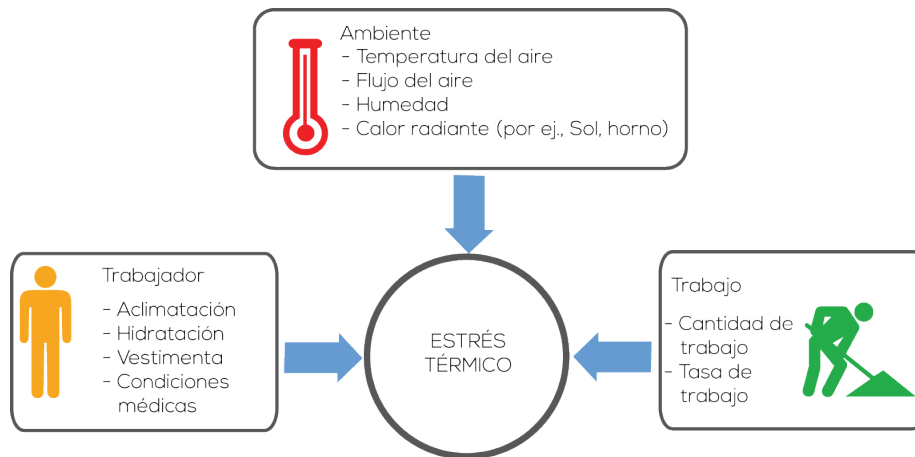 Ambiente
- Temperatura del aire
- Flujo del aire
- Humedad
- Calor radiante (por ej., Sol, horno)
Trabajador
- Aclimatación
- Hidratación
- Vestimenta
- Condiciones
médicas
ESTRÉS
TÉRMICO
Trabajo
- Cantidad de
trabajo
- Tasa de
trabajo